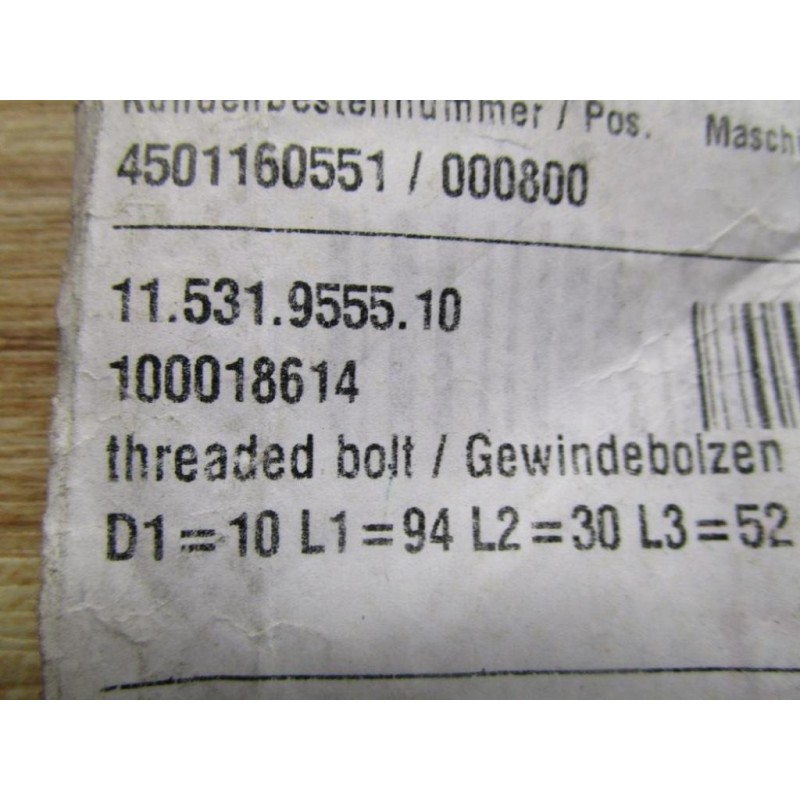 Kundenbestellnummer / Pos.
4501160551 / 000800
11.531.9555.10
100018614
threaded bolt / Gewindebolzen
D1=10 L1=94 L2=30 L3=52